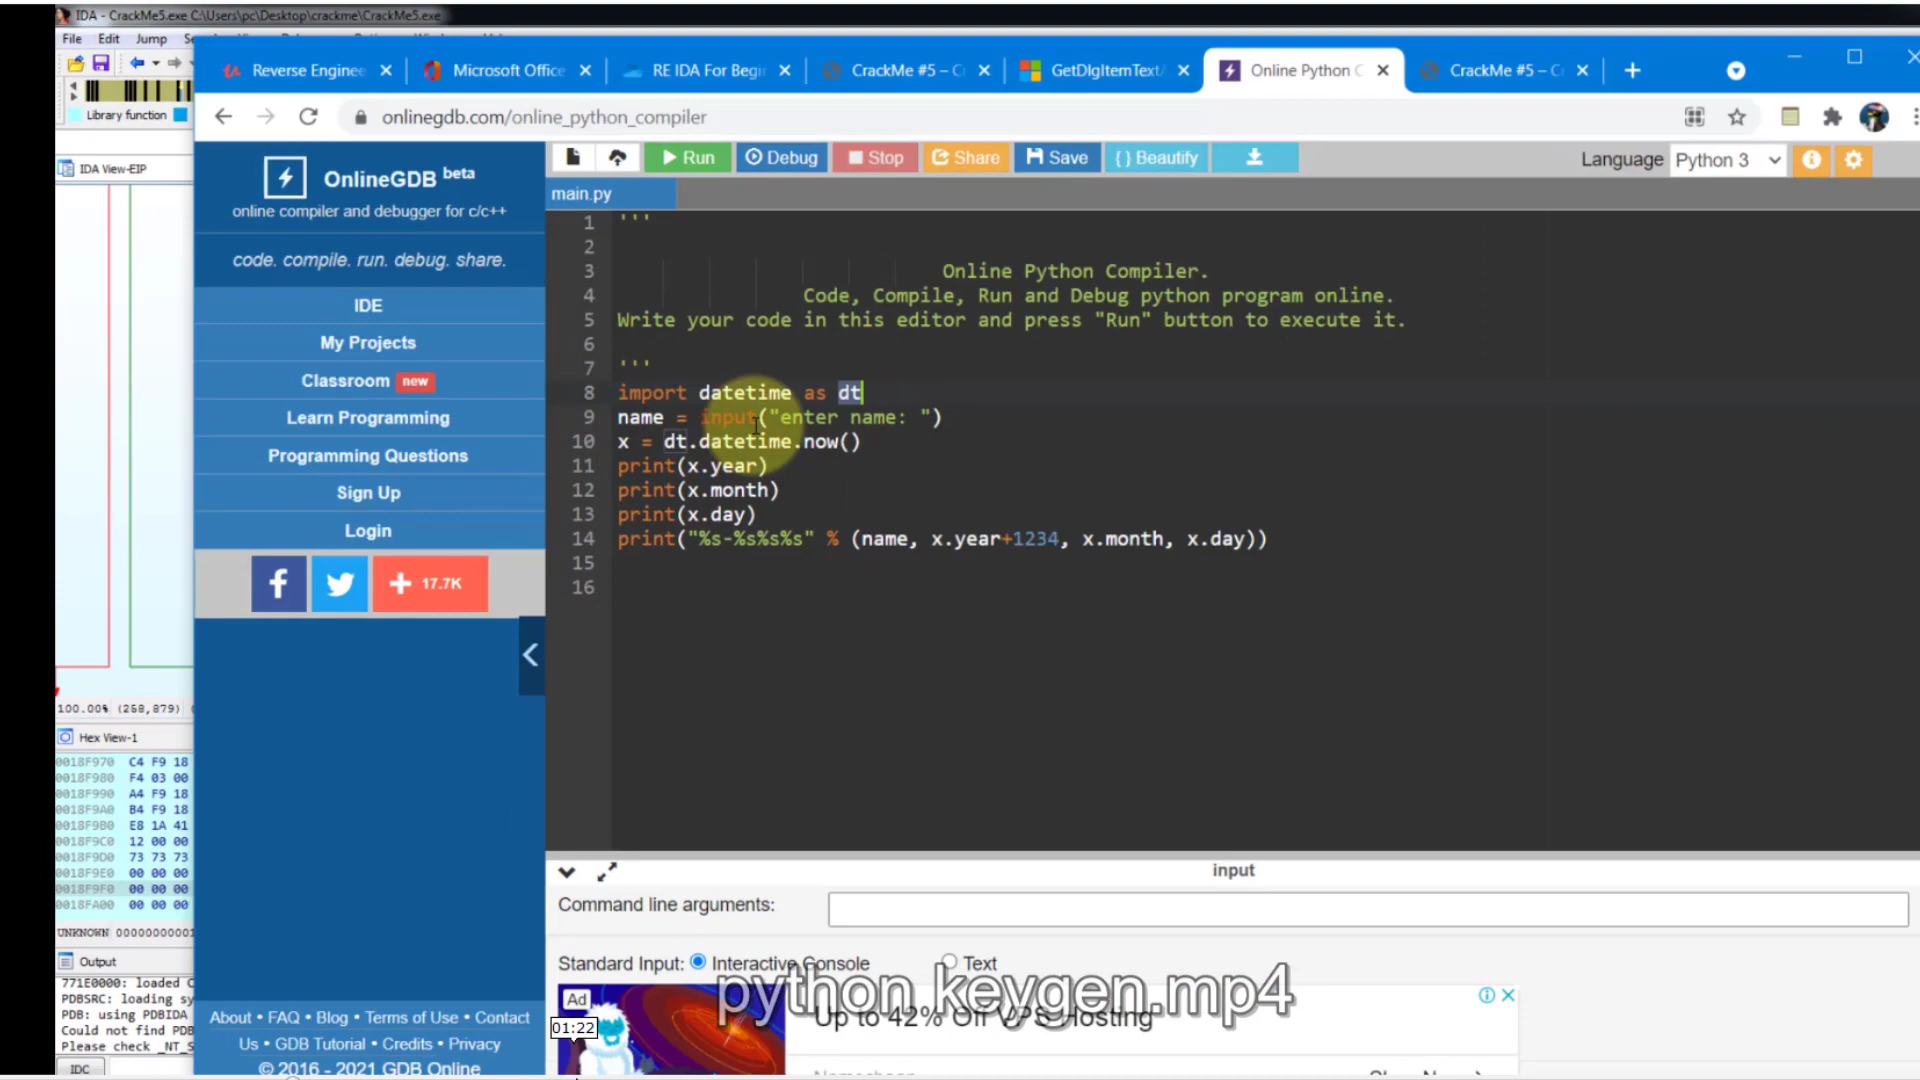 IDA - CrackMe5.exe C:\Users\pc\Desktop\crackme\CrackMe5.exe
File Edit Jump
Library function
IDA View-EIP
100.00% (268,879)
Hex View-1
0018F970 C4 F9 18
0018F980 F4 03 00
0018F990 A4 F9 18
0018F9A0 B4 F9 18
0018F9B0 E8 1A 41
0018F9C0 12 00 00
0018F9D0 73 73 73
0018F9E0 00 00 00
0018F9F0 00 00 00
0018FA00 00 00 00
UNKNOWN 00000000001
Output
771E0000: loaded C
PDBSRC: loading sy
PDB: using PDBIDA
Could not find PDB
Please check _NT_S
IDC
Reverse Enginee
Microsoft Office
RE IDA For Begi
CrackMe #5 – C
GetDlgItemTextA
Online Python C
CrackMe #5 – C
onlinegdb.com/online_python_compiler
OnlineGDB beta
online compiler and debugger for c/c++
code. compile. run. debug. share.
IDE
My Projects
Classroom new
Learn Programming
Programming Questions
Sign Up
Login
17.7K
About • FAQ • Blog • Terms of Use • Contact
Us • GDB Tutorial • Credits • Privacy
© 2016 - 2021 GDB Online
Run Debug Stop Share Save { } Beautify
Language Python 3
main.py
1 '''
2
3 Online Python Compiler.
4 Code, Compile, Run and Debug python program online.
5 Write your code in this editor and press "Run" button to execute it.
6
7 '''
8 import datetime as dt
9 name = input("enter name: ")
10 x = dt.datetime.now()
11 print(x.year)
12 print(x.month)
13 print(x.day)
14 print("%s-%s%s%s" % (name, x.year+1234, x.month, x.day))
15
16
input
Command line arguments:
Standard Input: Interactive Console Text
python keygen.mp4
Ad
Up to 42% Off VPS Hosting
01:22